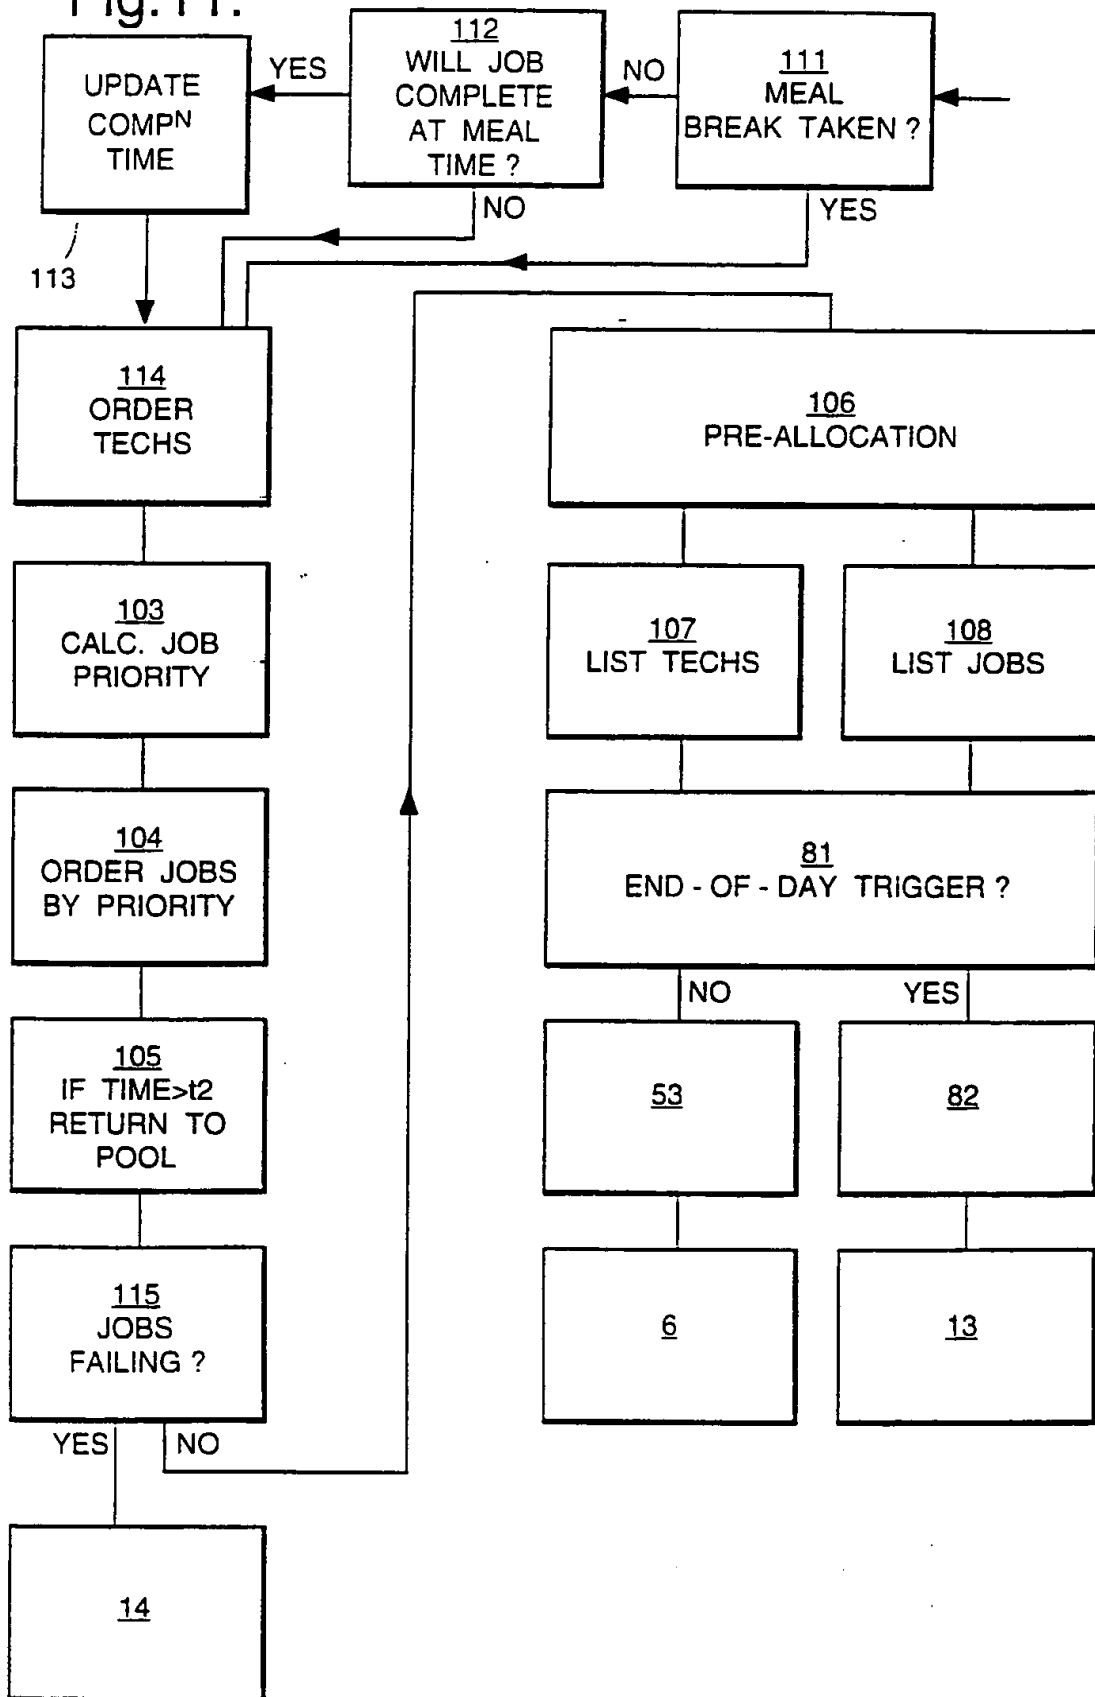 Fig.11.
UPDATE
COMPN
TIME
113
YES
112
WILL JOB
COMPLETE
AT MEAL
TIME ?
NO
NO
111
MEAL
BREAK TAKEN ?
YES
114
ORDER
TECHS
103
CALC. JOB
PRIORITY
104
ORDER JOBS
BY PRIORITY
105
IF TIME>t2
RETURN TO
POOL
115
JOBS
FAILING ?
YES
NO
14
106
PRE-ALLOCATION
107
LIST TECHS
108
LIST JOBS
81
END - OF - DAY TRIGGER ?
NO
YES
53
82
6
13